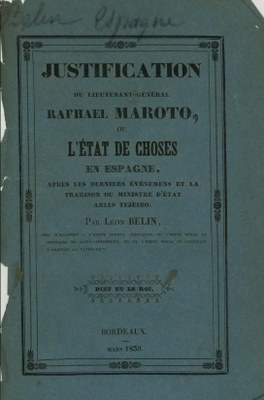 Belin Espagne
JUSTIFICATION
DU LIEUTENANT-GÉNÉRAL
RAFHAEL MAROTO,
OU
L'ÉTAT DE CHOSES
EN ESPAGNE,
APRÈS LES DERNIERS ÉVÉNEMENS ET LA
TRAHISON DU MINISTRE D'ÉTAT
ARIAS TEJEIRO.
PAR LÉON BELIN,
DIEU ET LE ROI.
BORDEAUX.
MARS 1839.